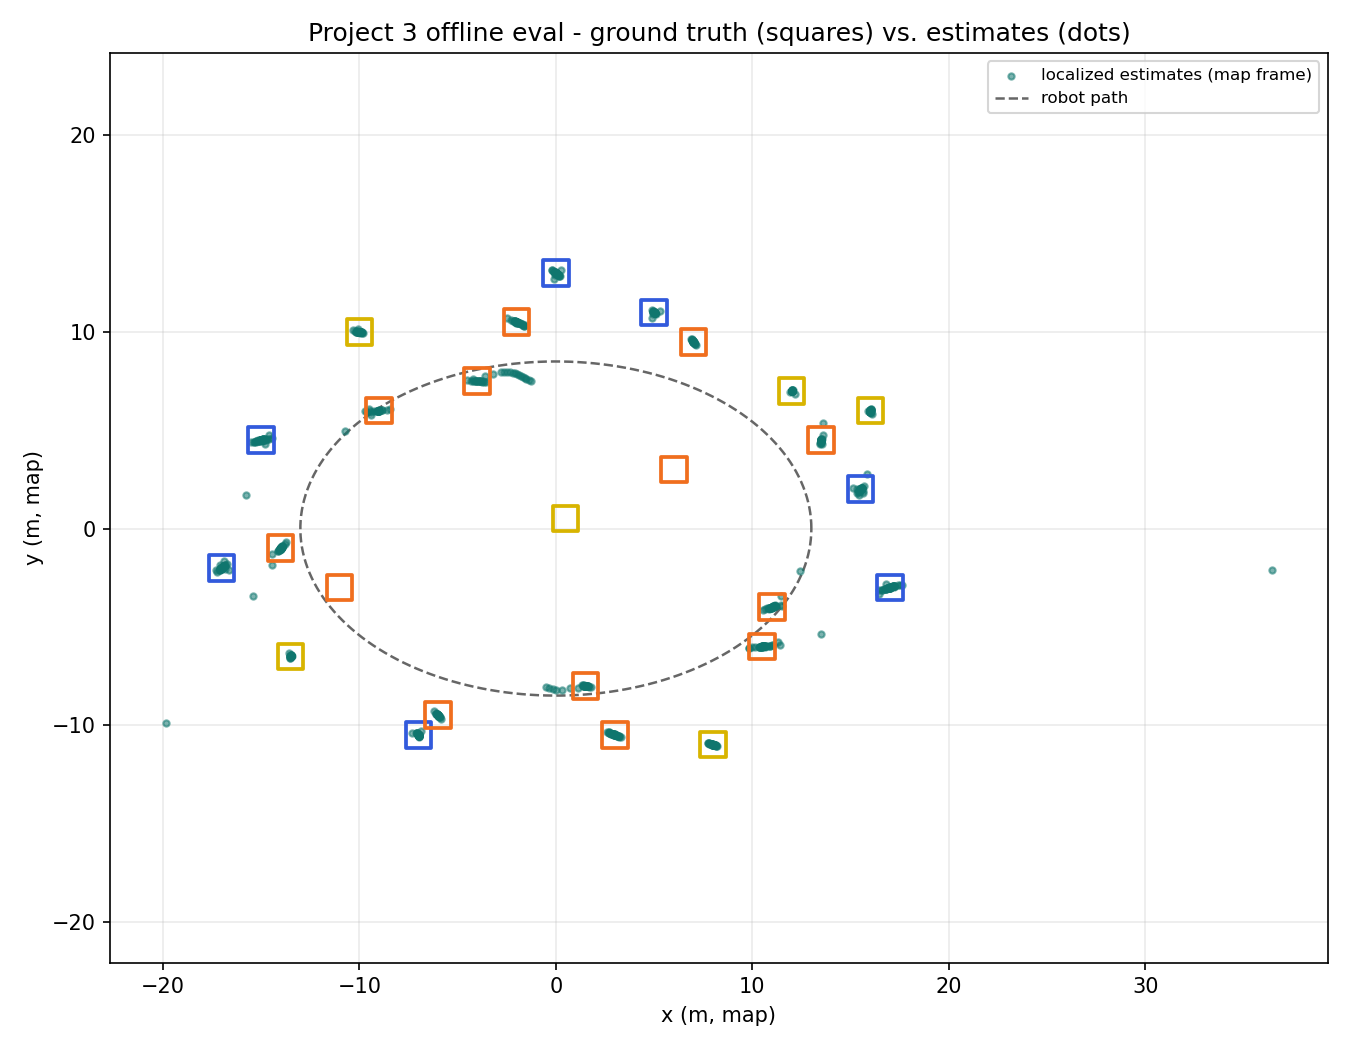 Project 3 offline eval - ground truth (squares) vs. estimates (dots)
localized estimates (map frame)
robot path
20
10
0
−10
−20
y (m, map)
−20
−10
0
10
20
30
x (m, map)